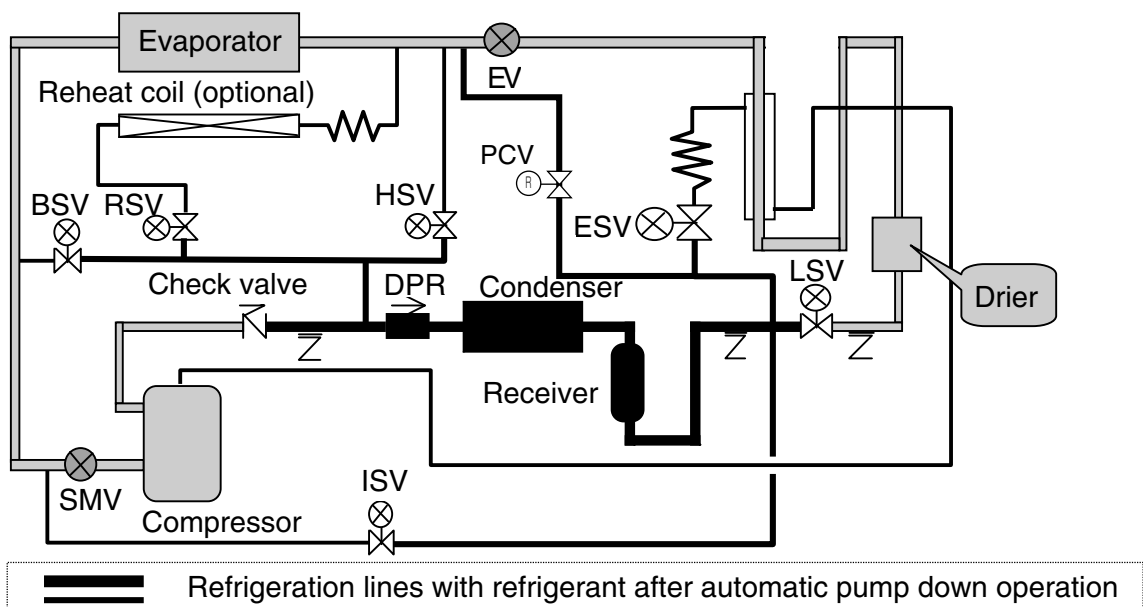 Evaporator
EV
Reheat coil (optional)
PCV
R
BSV
RSV
HSV
ESV
Check valve
DPR
Condenser
LSV
Drier
Receiver
SMV
Compressor
ISV
Refrigeration lines with refrigerant after automatic pump down operation